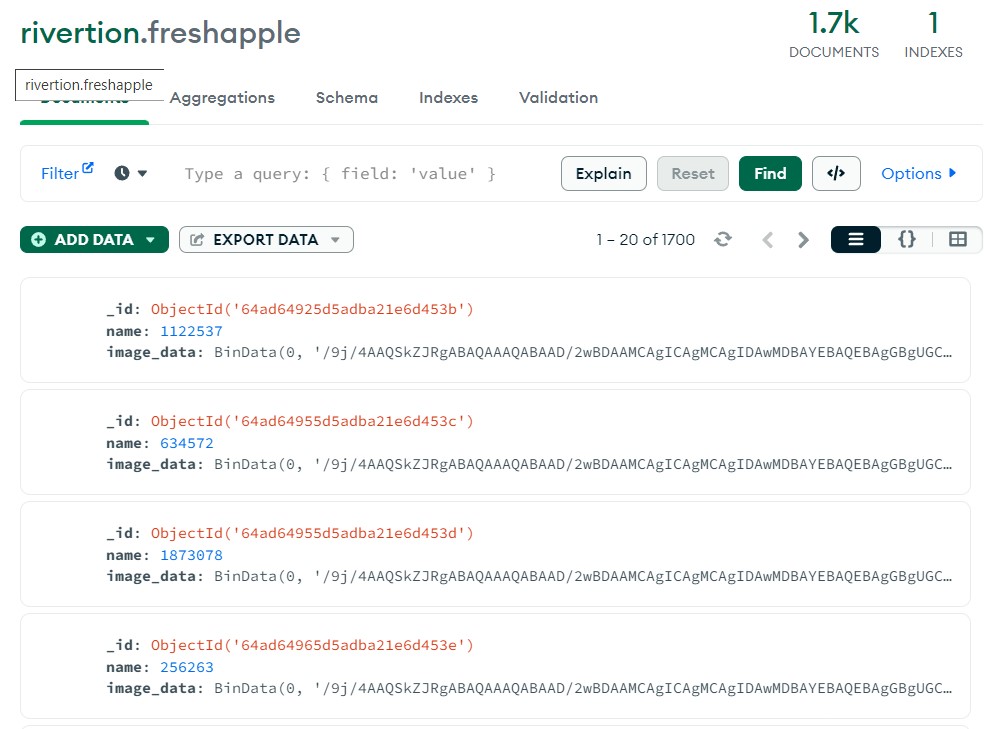 rivertion.freshapple
1.7k
DOCUMENTS
1
INDEXES
rivertion.freshapple
Documents
Aggregations
Schema
Indexes
Validation
Filter
Type a query: { field: 'value' }
Explain
Reset
Find
</>
Options
ADD DATA
EXPORT DATA
1 – 20 of 1700
{}
_id: ObjectId('64ad64925d5adba21e6d453b')
name: 1122537
image_data: BinData(0, '/9j/4AAQSkZJRgABAQAAAQABAAD/2wBDAAMCAgICAgMCAgIDAwMDBAYEBAQEBAgGBgUGC…
_id: ObjectId('64ad64955d5adba21e6d453c')
name: 634572
image_data: BinData(0, '/9j/4AAQSkZJRgABAQAAAQABAAD/2wBDAAMCAgICAgMCAgIDAwMDBAYEBAQEBAgGBgUGC…
_id: ObjectId('64ad64955d5adba21e6d453d')
name: 1873078
image_data: BinData(0, '/9j/4AAQSkZJRgABAQAAAQABAAD/2wBDAAMCAgICAgMCAgIDAwMDBAYEBAQEBAgGBgUGC…
_id: ObjectId('64ad64965d5adba21e6d453e')
name: 256263
image_data: BinData(0, '/9j/4AAQSkZJRgABAQAAAQABAAD/2wBDAAMCAgICAgMCAgIDAwMDBAYEBAQEBAgGBgUGC…